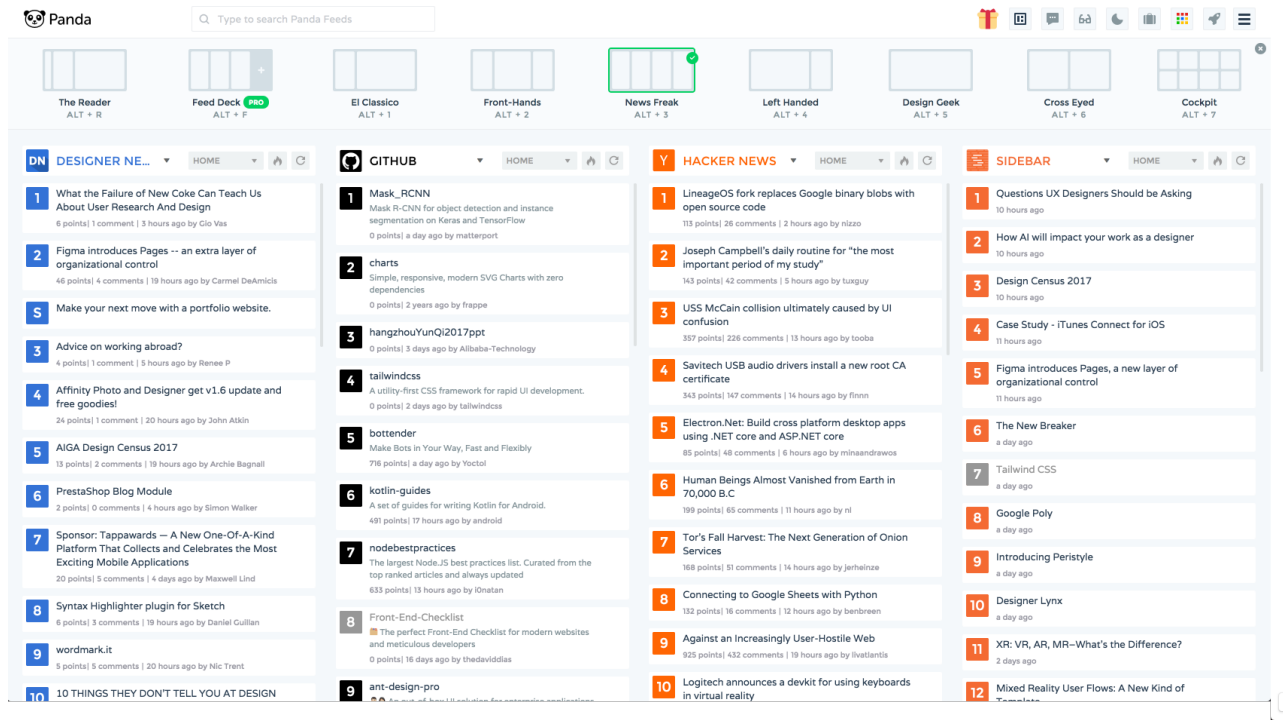 Panda
Type to search Panda Feeds
The Reader
ALT + R
Feed Deck PRO
ALT + F
El Classico
ALT + 1
Front-Hands
ALT + 2
News Freak
ALT + 3
Left Handed
ALT + 4
Design Geek
ALT + 5
Cross Eyed
ALT + 6
Cockpit
ALT + 7
DN DESIGNER NE... HOME
1 What the Failure of New Coke Can Teach Us
About User Research And Design
6 points| 1 comment | 3 hours ago by Gio Vas
2 Figma introduces Pages -- an extra layer of
organizational control
46 points| 4 comments | 19 hours ago by Carmel DeAmicis
S Make your next move with a portfolio website.
3 Advice on working abroad?
4 points| 1 comment | 5 hours ago by Renee P
4 Affinity Photo and Designer get v1.6 update and
free goodies!
24 points| 1 comment | 20 hours ago by John Atkin
5 AIGA Design Census 2017
13 points| 2 comments | 19 hours ago by Archie Bagnall
6 PrestaShop Blog Module
2 points| 0 comments | 4 hours ago by Simon Walker
7 Sponsor: Tappawards — A New One-Of-A-Kind
Platform That Collects and Celebrates the Most
Exciting Mobile Applications
20 points| 5 comments | 4 days ago by Maxwell Lind
8 Syntax Highlighter plugin for Sketch
6 points| 3 comments | 19 hours ago by Daniel Guillan
9 wordmark.it
5 points| 5 comments | 20 hours ago by Nic Trent
10 10 THINGS THEY DON'T TELL YOU AT DESIGN
GITHUB HOME
1 Mask_RCNN
Mask R-CNN for object detection and instance
segmentation on Keras and TensorFlow
0 points| a day ago by matterport
2 charts
Simple, responsive, modern SVG Charts with zero
dependencies
0 points| 2 years ago by frappe
3 hangzhouYunQi2017ppt
0 points| 3 days ago by Alibaba-Technology
4 tailwindcss
A utility-first CSS framework for rapid UI development.
0 points| 2 days ago by tailwindcss
5 bottender
Make Bots in Your Way, Fast and Flexibly
716 points| a day ago by Yoctol
6 kotlin-guides
A set of guides for writing Kotlin for Android.
491 points| 17 hours ago by android
7 nodebestpractices
The largest Node.JS best practices list. Curated from the
top ranked articles and always updated
633 points| 13 hours ago by i0natan
8 Front-End-Checklist
The perfect Front-End Checklist for modern websites
and meticulous developers
0 points| 16 days ago by thedaviddias
9 ant-design-pro
An out-of-box UI solution for enterprise applications
Y HACKER NEWS HOME
1 LineageOS fork replaces Google binary blobs with
open source code
113 points| 26 comments | 2 hours ago by nizzo
2 Joseph Campbell's daily routine for "the most
important period of my study"
143 points| 42 comments | 5 hours ago by tuxguy
3 USS McCain collision ultimately caused by UI
confusion
357 points| 226 comments | 13 hours ago by tooba
4 Savitech USB audio drivers install a new root CA
certificate
343 points| 147 comments | 14 hours ago by finnn
5 Electron.Net: Build cross platform desktop apps
using .NET core and ASP.NET core
85 points| 48 comments | 6 hours ago by minaandrawos
6 Human Beings Almost Vanished from Earth in
70,000 B.C
199 points| 65 comments | 11 hours ago by nl
7 Tor's Fall Harvest: The Next Generation of Onion
Services
168 points| 51 comments | 14 hours ago by jerheinze
8 Connecting to Google Sheets with Python
132 points| 16 comments | 12 hours ago by benbreen
9 Against an Increasingly User-Hostile Web
925 points| 432 comments | 19 hours ago by livatlantis
10 Logitech announces a devkit for using keyboards
in virtual reality
SIDEBAR HOME
1 Questions UX Designers Should be Asking
10 hours ago
2 How AI will impact your work as a designer
10 hours ago
3 Design Census 2017
10 hours ago
4 Case Study - iTunes Connect for iOS
11 hours ago
5 Figma introduces Pages, a new layer of
organizational control
11 hours ago
6 The New Breaker
a day ago
7 Tailwind CSS
a day ago
8 Google Poly
a day ago
9 Introducing Peristyle
a day ago
10 Designer Lynx
a day ago
11 XR: VR, AR, MR—What's the Difference?
2 days ago
12 Mixed Reality User Flows: A New Kind of
Template